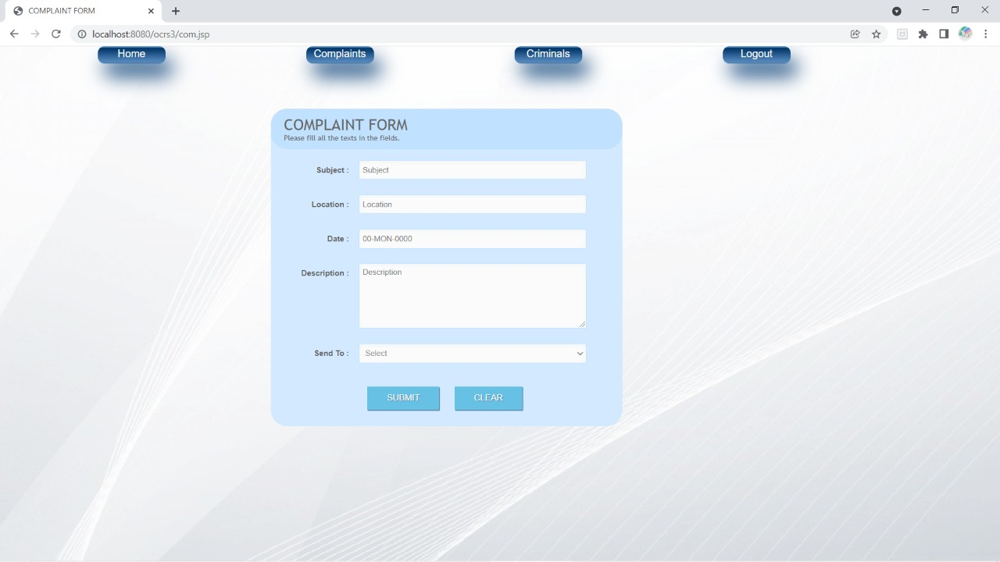 COMPLAINT FORM
localhost:8080/ocrs3/com.jsp
Home Complaints Criminals Logout
COMPLAINT FORM
Please fill all the texts in the fields.
Subject : Subject
Location : Location
Date : 00-MON-0000
Description : Description
Send To : Select
SUBMIT CLEAR